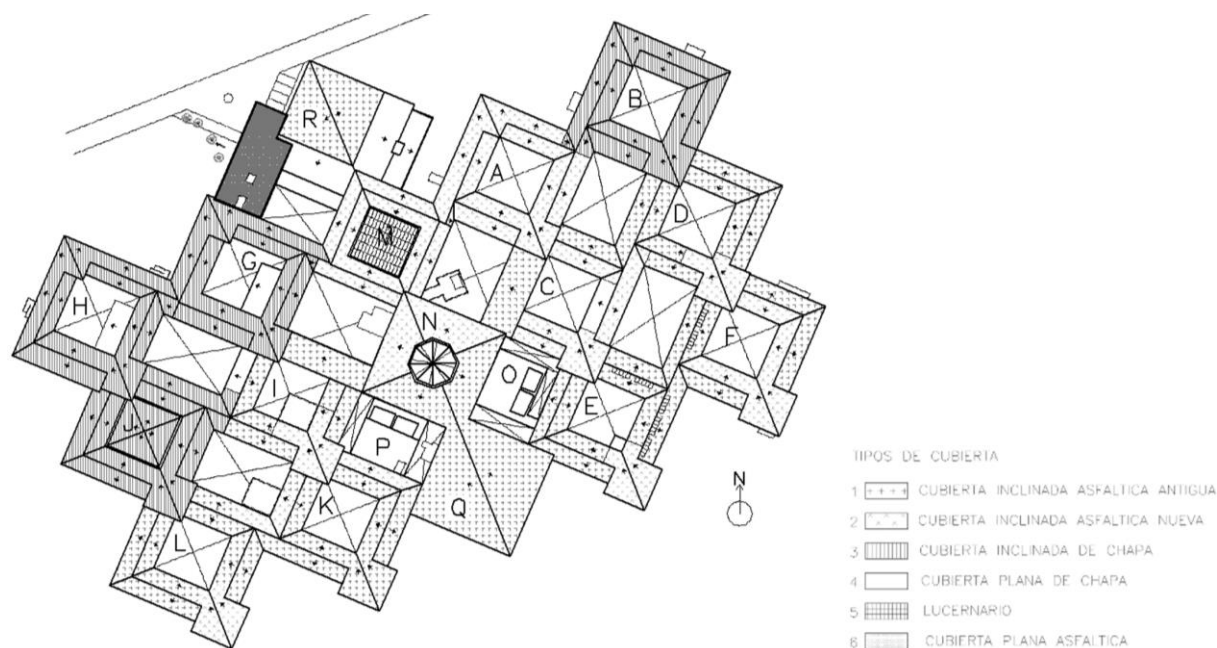 B
R
A
D
M
G
C
N
H
F
O
I
E
J
P
K
Q
L
N
TIPOS DE CUBIERTA
1 CUBIERTA INCLINADA ASFALTICA ANTIGUA
2 CUBIERTA INCLINADA ASFALTICA NUEVA
3 CUBIERTA INCLINADA DE CHAPA
4 CUBIERTA PLANA DE CHAPA
5 LUCERNARIO
6 CUBIERTA PLANA ASFALTICA